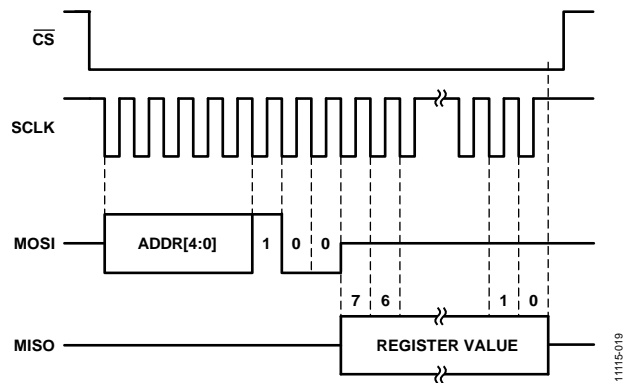 CS
SCLK
MOSI ADDR[4:0] 1 0 0
7 6 1 0
MISO REGISTER VALUE
11115-019